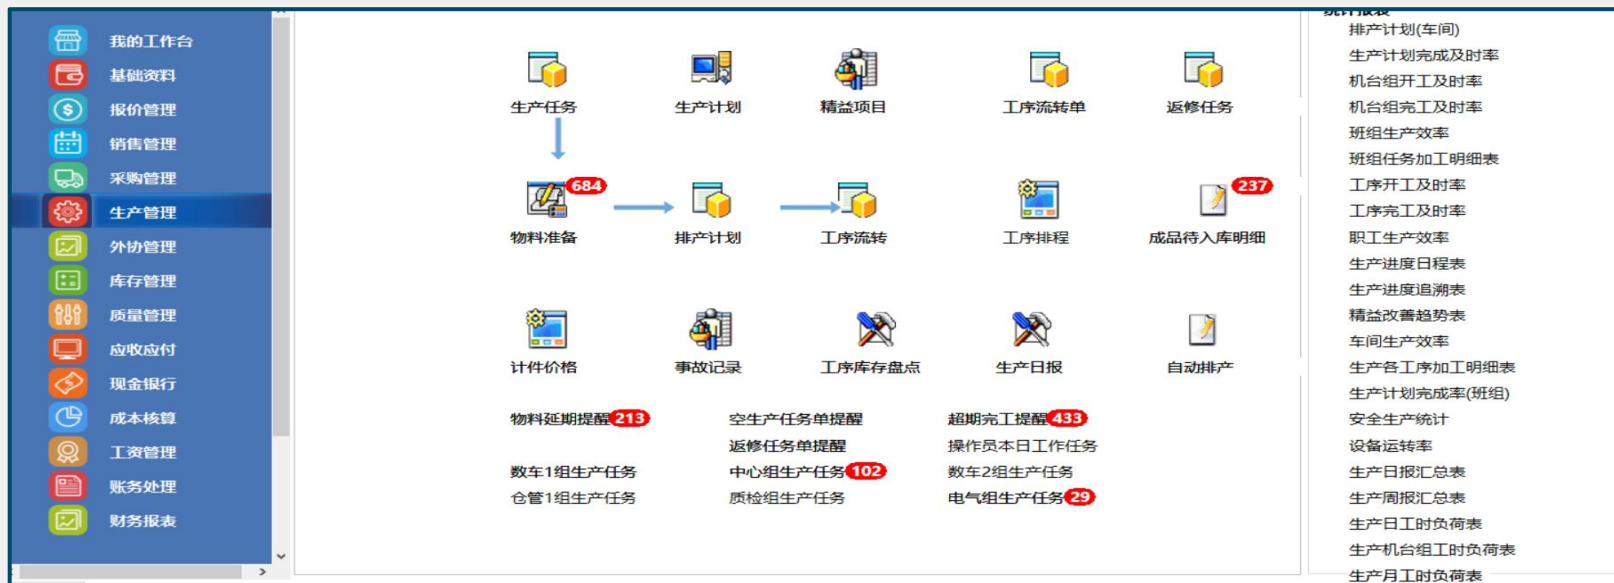 我的工作台
基础资料
报价管理
销售管理
采购管理
生产管理
外协管理
库存管理
质量管理
应收应付
现金银行
成本核算
工资管理
账务处理
财务报表
生产任务
生产计划
精益项目
工序流转单
返修任务
684
237
物料准备
排产计划
工序流转
工序排程
成品待入库明细
计件价格
事故记录
工序库存盘点
生产日报
自动排产
物料延期提醒213
空生产任务单提醒
超期完工提醒433
返修任务单提醒
操作员本日工作任务
数车1组生产任务
中心组生产任务102
数车2组生产任务
仓管1组生产任务
质检组生产任务
电气组生产任务29
统计报表
排产计划(车间)
生产计划完成及时率
机台组开工及时率
机台组完工及时率
班组生产效率
班组任务加工明细表
工序开工及时率
工序完工及时率
职工生产效率
生产进度日程表
生产进度追溯表
精益改善趋势表
车间生产效率
生产各工序加工明细表
生产计划完成率(班组)
安全生产统计
设备运转率
生产日报汇总表
生产周报汇总表
生产日工时负荷表
生产机台组工时负荷表
生产月工时负荷表